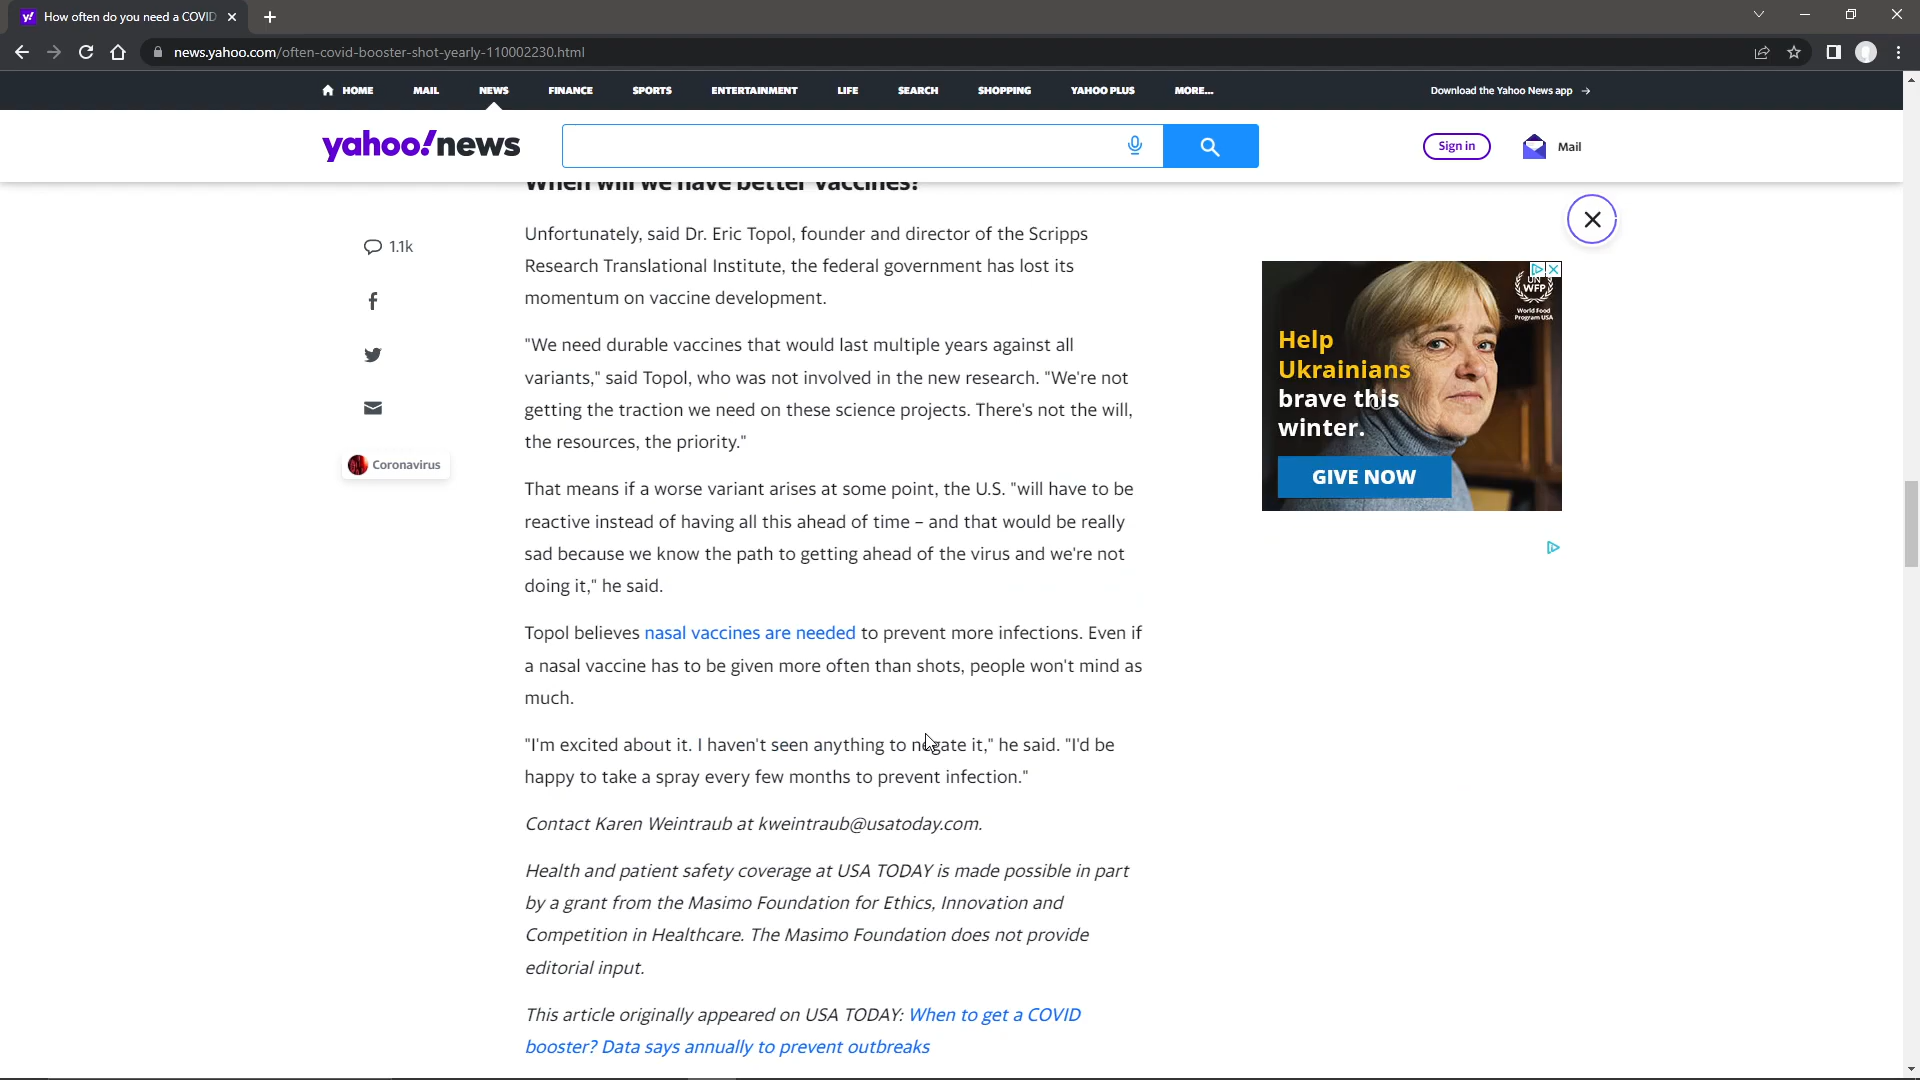 How often do you need a COVID
news.yahoo.com/often-covid-booster-shot-yearly-110002230.html
HOME MAIL NEWS FINANCE SPORTS ENTERTAINMENT LIFE SEARCH SHOPPING YAHOO PLUS MORE... Download the Yahoo News app →
yahoo!news Sign in Mail
When will we have better vaccines?
1.1k
Unfortunately, said Dr. Eric Topol, founder and director of the Scripps
Research Translational Institute, the federal government has lost its
momentum on vaccine development.
"We need durable vaccines that would last multiple years against all
variants," said Topol, who was not involved in the new research. "We're not
getting the traction we need on these science projects. There's not the will,
the resources, the priority."
Coronavirus
That means if a worse variant arises at some point, the U.S. "will have to be
reactive instead of having all this ahead of time – and that would be really
sad because we know the path to getting ahead of the virus and we're not
doing it," he said.
Topol believes nasal vaccines are needed to prevent more infections. Even if
a nasal vaccine has to be given more often than shots, people won't mind as
much.
"I'm excited about it. I haven't seen anything to negate it," he said. "I'd be
happy to take a spray every few months to prevent infection."
Contact Karen Weintraub at kweintraub@usatoday.com.
Health and patient safety coverage at USA TODAY is made possible in part
by a grant from the Masimo Foundation for Ethics, Innovation and
Competition in Healthcare. The Masimo Foundation does not provide
editorial input.
This article originally appeared on USA TODAY: When to get a COVID
booster? Data says annually to prevent outbreaks
WFP
World Food
Program USA
Help
Ukrainians
brave this
winter.
GIVE NOW